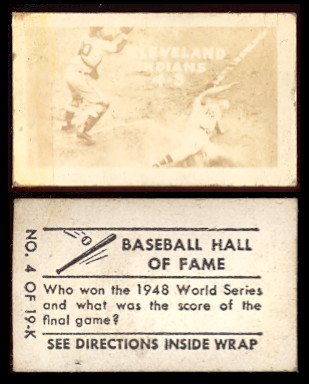 CLEVELAND
INDIANS
4-3
NO. 4 OF 19-K
BASEBALL HALL
OF FAME
Who won the 1948 World Series
and what was the score of the
final game?
SEE DIRECTIONS INSIDE WRAP